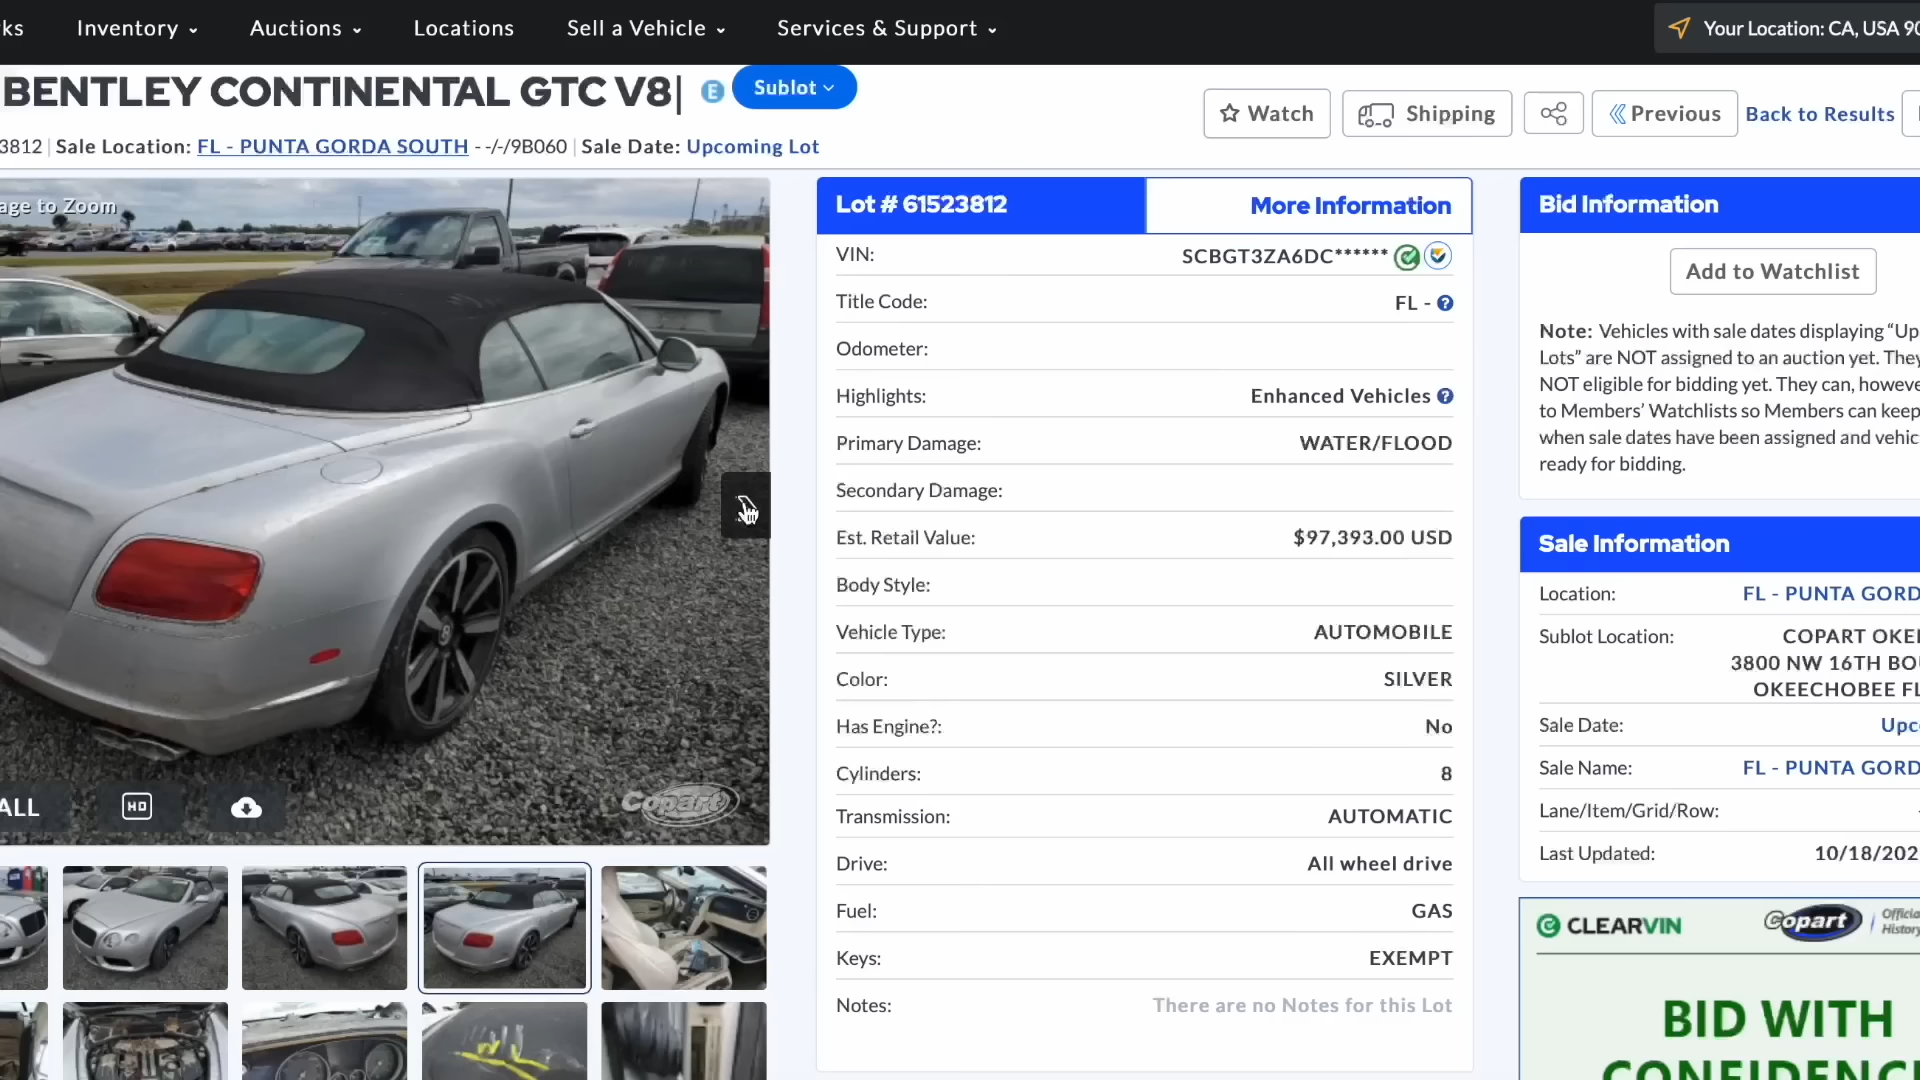 Inventory
Auctions
Locations
Sell a Vehicle
Services & Support
Your Location: CA, USA
BENTLEY CONTINENTAL GTC V8|
E
Sublot
Watch
Shipping
Previous
Back to Results
3812 | Sale Location: FL - PUNTA GORDA SOUTH - -/-/9B060 | Sale Date: Upcoming Lot
to Zoom
ALL
HD
Copart
Lot # 61523812
More Information
VIN: SCBGT3ZA6DC******
Title Code: FL - ?
Odometer:
Highlights: Enhanced Vehicles ?
Primary Damage: WATER/FLOOD
Secondary Damage:
Est. Retail Value: $97,393.00 USD
Body Style:
Vehicle Type: AUTOMOBILE
Color: SILVER
Has Engine?: No
Cylinders: 8
Transmission: AUTOMATIC
Drive: All wheel drive
Fuel: GAS
Keys: EXEMPT
Notes: There are no Notes for this Lot
Bid Information
Add to Watchlist
Note: Vehicles with sale dates displaying “Up
Lots” are NOT assigned to an auction yet. They
NOT eligible for bidding yet. They can, howeve
to Members’ Watchlists so Members can keep
when sale dates have been assigned and vehic
ready for bidding.
Sale Information
Location: FL - PUNTA GORD
Sublot Location: COPART OKE
3800 NW 16TH BO
OKEECHOBEE FL
Sale Date: Upc
Sale Name: FL - PUNTA GORD
Lane/Item/Grid/Row: -
Last Updated: 10/18/202
CLEARVIN
Copart
Officia
History
BID WITH
CONFIDENC